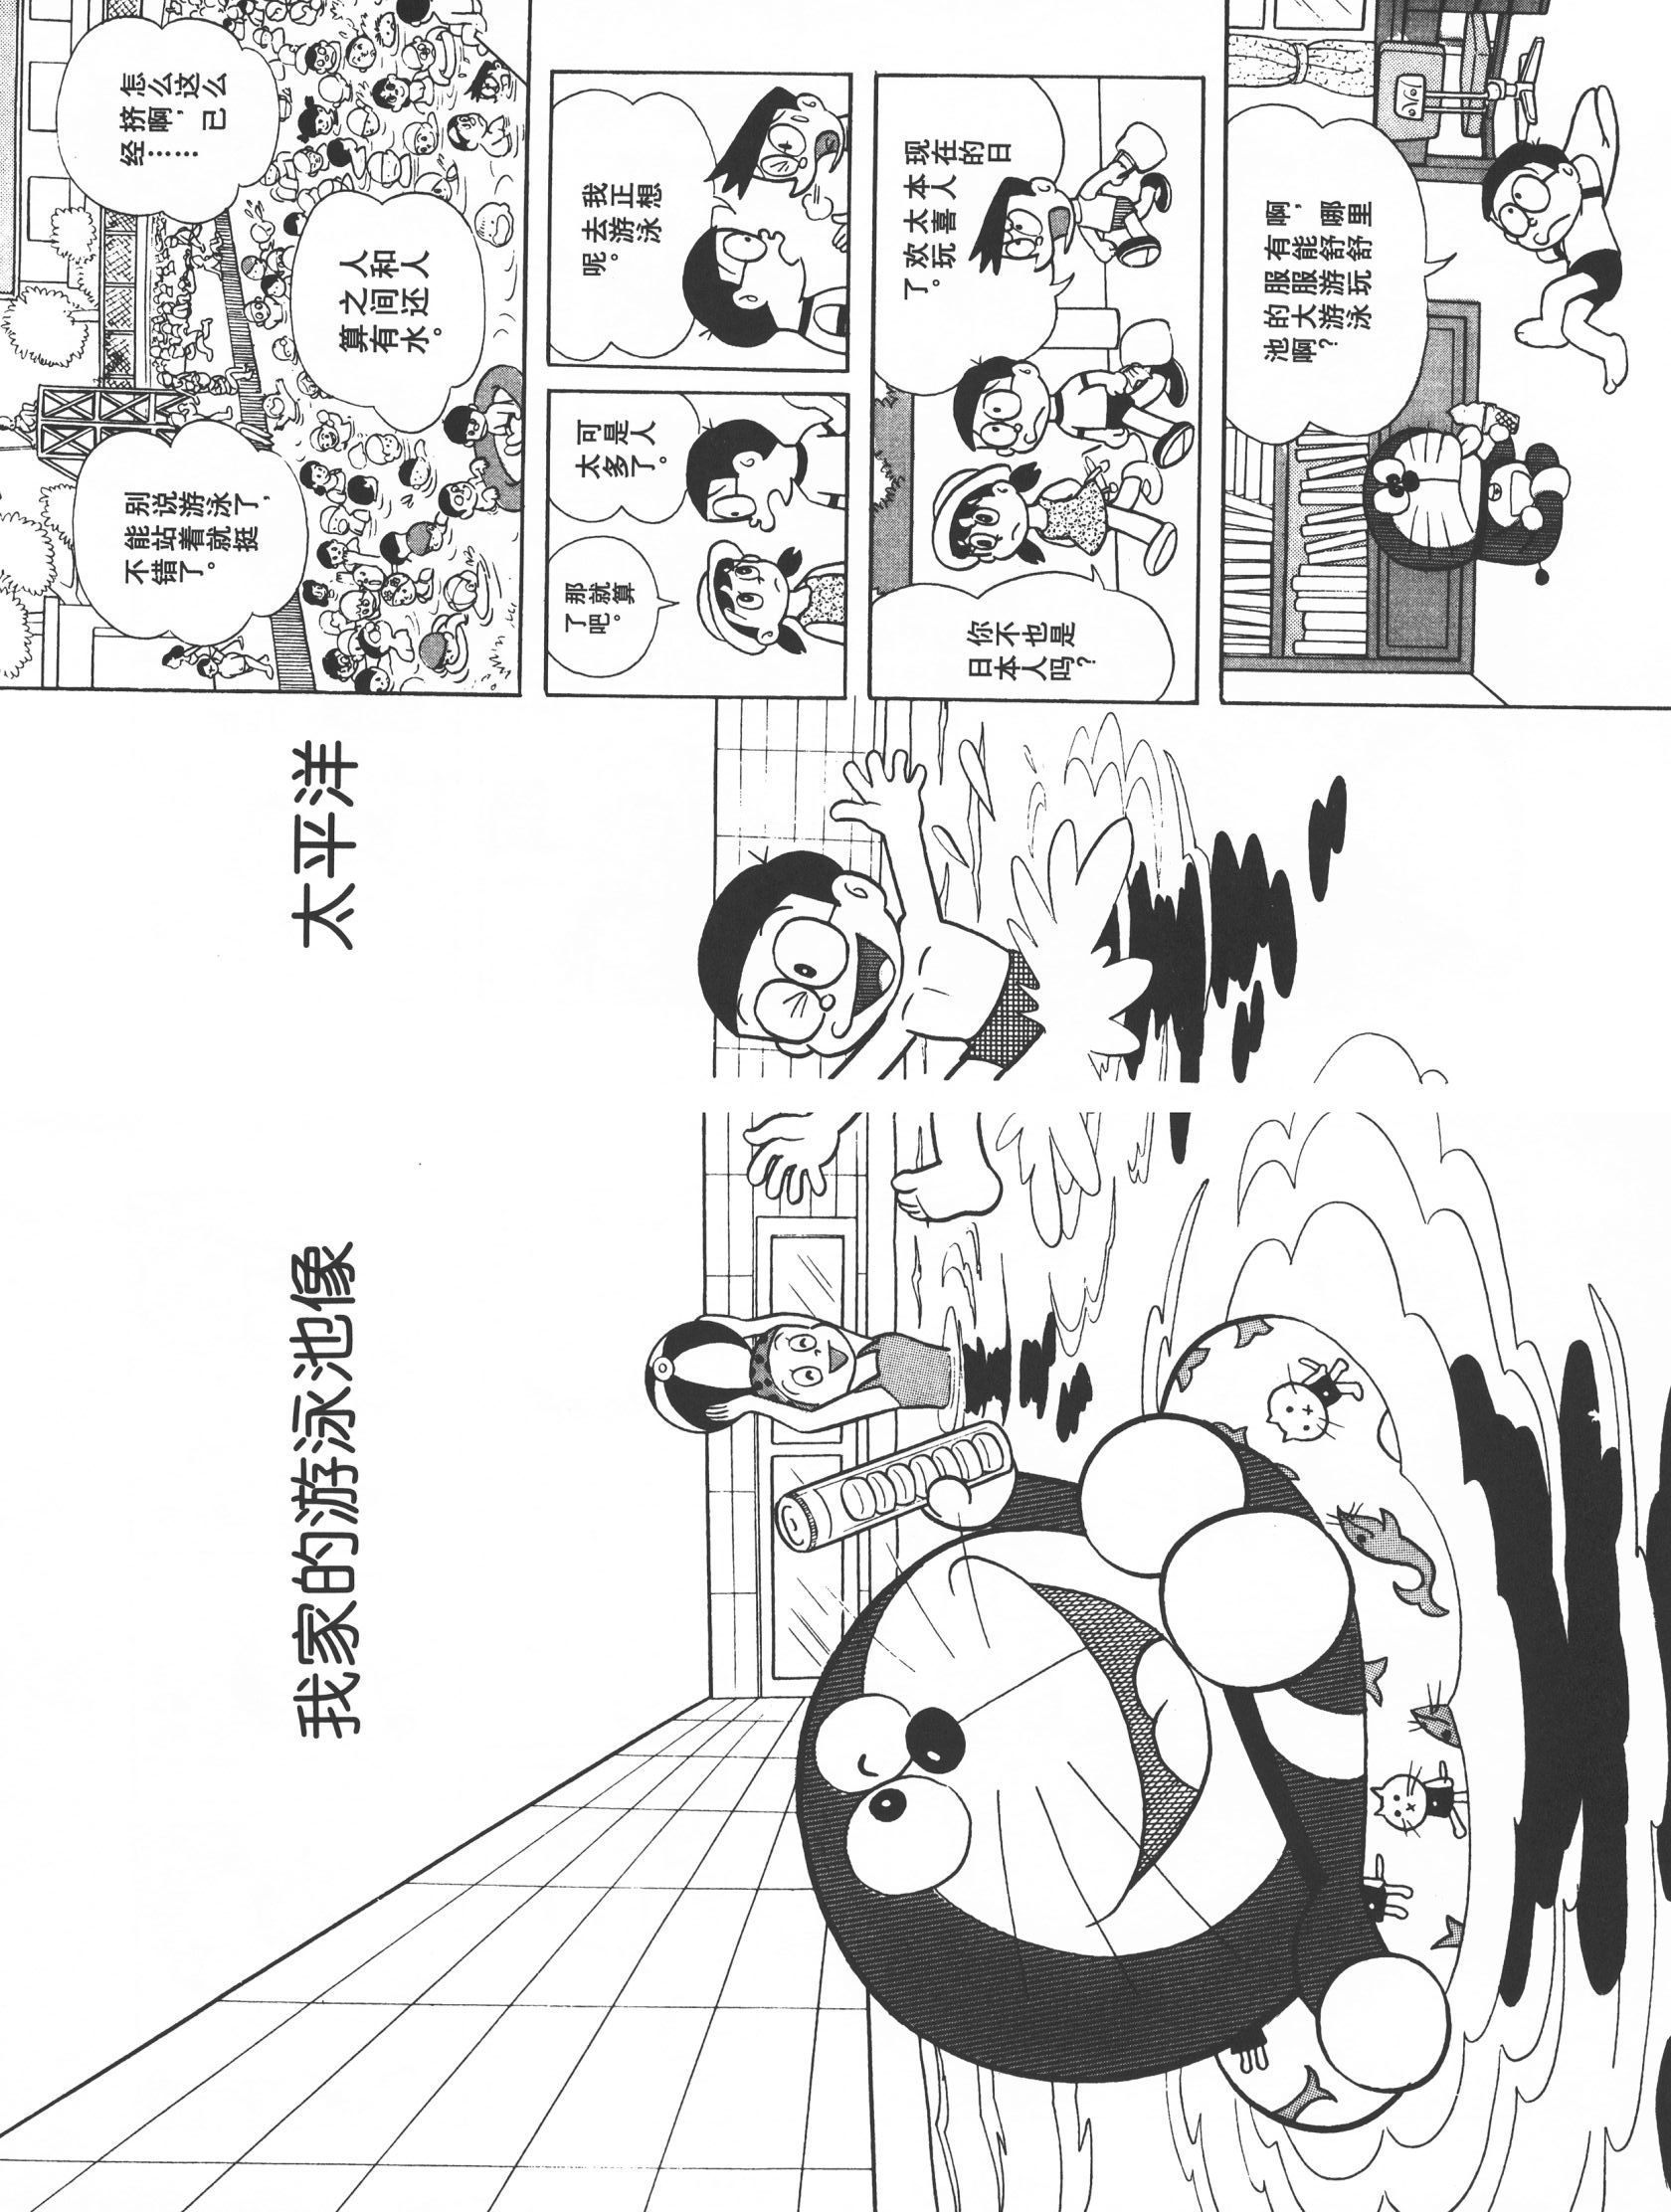 我家的游泳池像
太平洋
怎么这么
挤啊，已
经……
人和人
之间还
算有水。
别说游泳了，
能站着就挺
不错了。
我正想
去游泳
呢。
可是人
太多了。
那就算
了吧。
现在的日
本人
太喜
欢玩
了。
你不也是
日本人吗？
啊，哪里
有能舒舒
服服游玩
的大游泳
池啊？